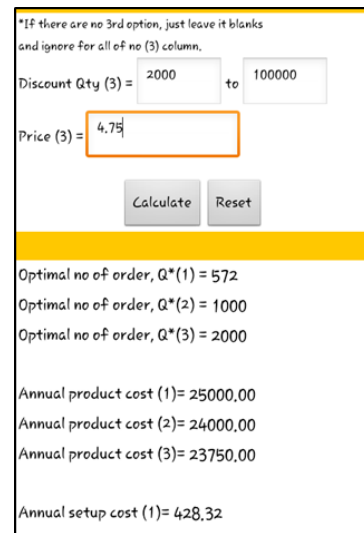 *If there are no 3rd option, just leave it blanks
and ignore for all of no (3) column.
Discount Qty (3) = 2000 to 100000
Price (3) = 4.75
Calculate Reset
Optimal no of order, Q*(1) = 572
Optimal no of order, Q*(2) = 1000
Optimal no of order, Q*(3) = 2000
Annual product cost (1)= 25000.00
Annual product cost (2)= 24000.00
Annual product cost (3)= 23750.00
Annual setup cost (1)= 428.32